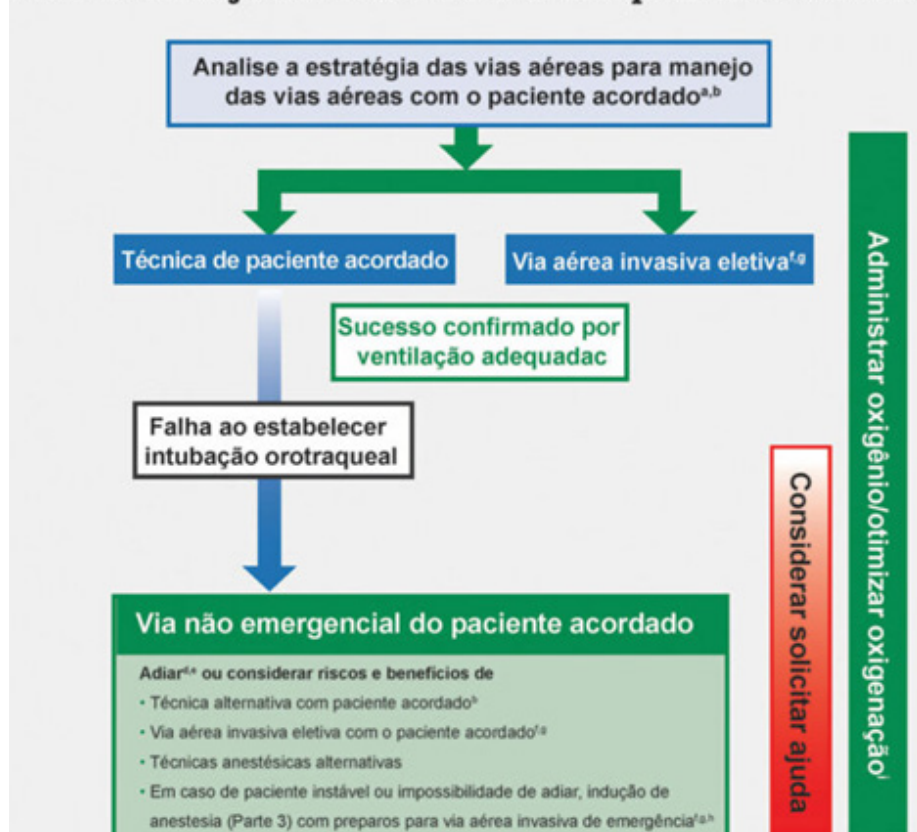 Analise a estratégia das vias aéreas para manejo
das vias aéreas com o paciente acordadoᵃ,ᵇ
Técnica de paciente acordado
Via aérea invasiva eletivaᶠ,ᵍ
Sucesso confirmado por
ventilação adequadac
Falha ao estabelecer
intubação orotraqueal
Via não emergencial do paciente acordado
Adiarᵈ,ᵉ ou considerar riscos e benefícios de
• Técnica alternativa com paciente acordadoᵇ
• Via aérea invasiva eletiva com o paciente acordadoᶠ,ᵍ
• Técnicas anestésicas alternativas
• Em caso de paciente instável ou impossibilidade de adiar, indução de
anestesia (Parte 3) com preparos para via aérea invasiva de emergênciaᶠ,ᵍ,ʰ
Considerar solicitar ajuda
Administrar oxigênio/otimizar oxigenaçãoⁱ